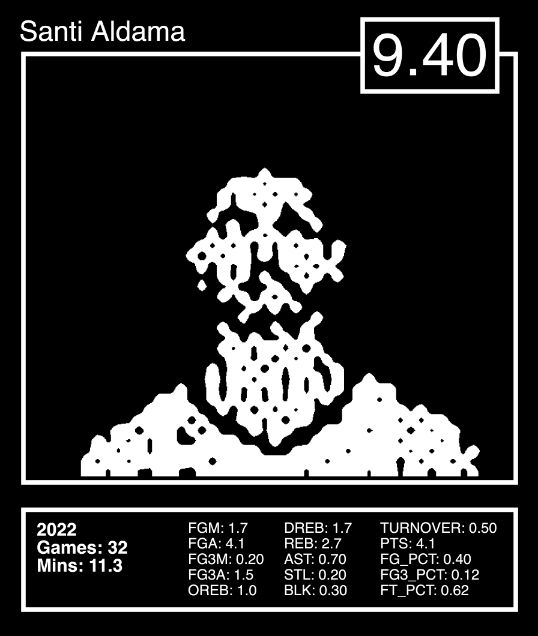 Santi Aldama
9.40
2022
Games: 32
Mins: 11.3
FGM: 1.7
FGA: 4.1
FG3M: 0.20
FG3A: 1.5
OREB: 1.0
DREB: 1.7
REB: 2.7
AST: 0.70
STL: 0.20
BLK: 0.30
TURNOVER: 0.50
PTS: 4.1
FG_PCT: 0.40
FG3_PCT: 0.12
FT_PCT: 0.62